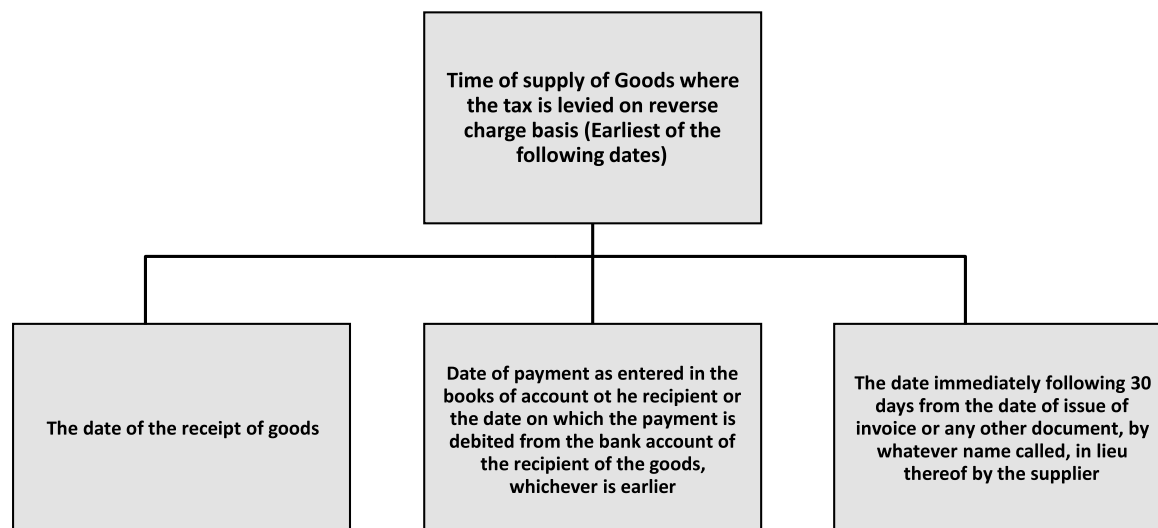 Time of supply of Goods where
the tax is levied on reverse
charge basis (Earliest of the
following dates)
The date of the receipt of goods
Date of payment as entered in the
books of account ot he recipient or
the date on which the payment is
debited from the bank account of
the recipient of the goods,
whichever is earlier
The date immediately following 30
days from the date of issue of
invoice or any other document, by
whatever name called, in lieu
thereof by the supplier